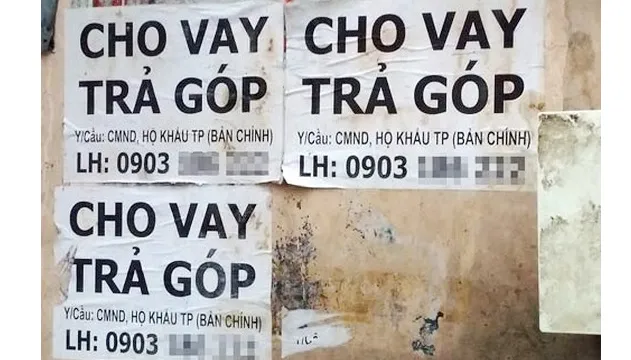 CHO VAY
TRẢ GÓP
Y/Cầu: CMND, HỘ KHẨU TP (BẢN CHÍNH)
LH: 0903
CHO VAY
TRẢ GÓP
Y/Cầu: CMND, HỘ KHẨU TP (BẢN CHÍNH)
LH: 0903
CHO VAY
TRẢ GÓP
Y/Cầu: CMND, HỘ KHẨU TP (BẢN CHÍNH)
LH: 0903